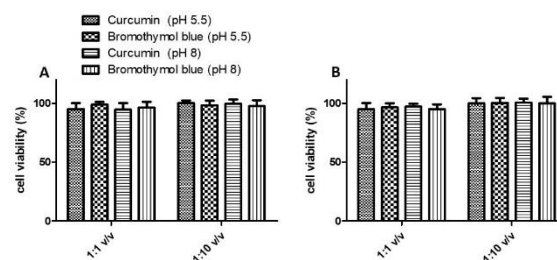 Curcumin (pH 5.5)
Bromothymol blue (pH 5.5)
Curcumin (pH 8)
Bromothymol blue (pH 8)
A
cell viability (%)
100
50
0
1:1 v/v
1:10 v/v
B
cell viability (%)
100
50
0
1:1 v/v
1:10 v/v